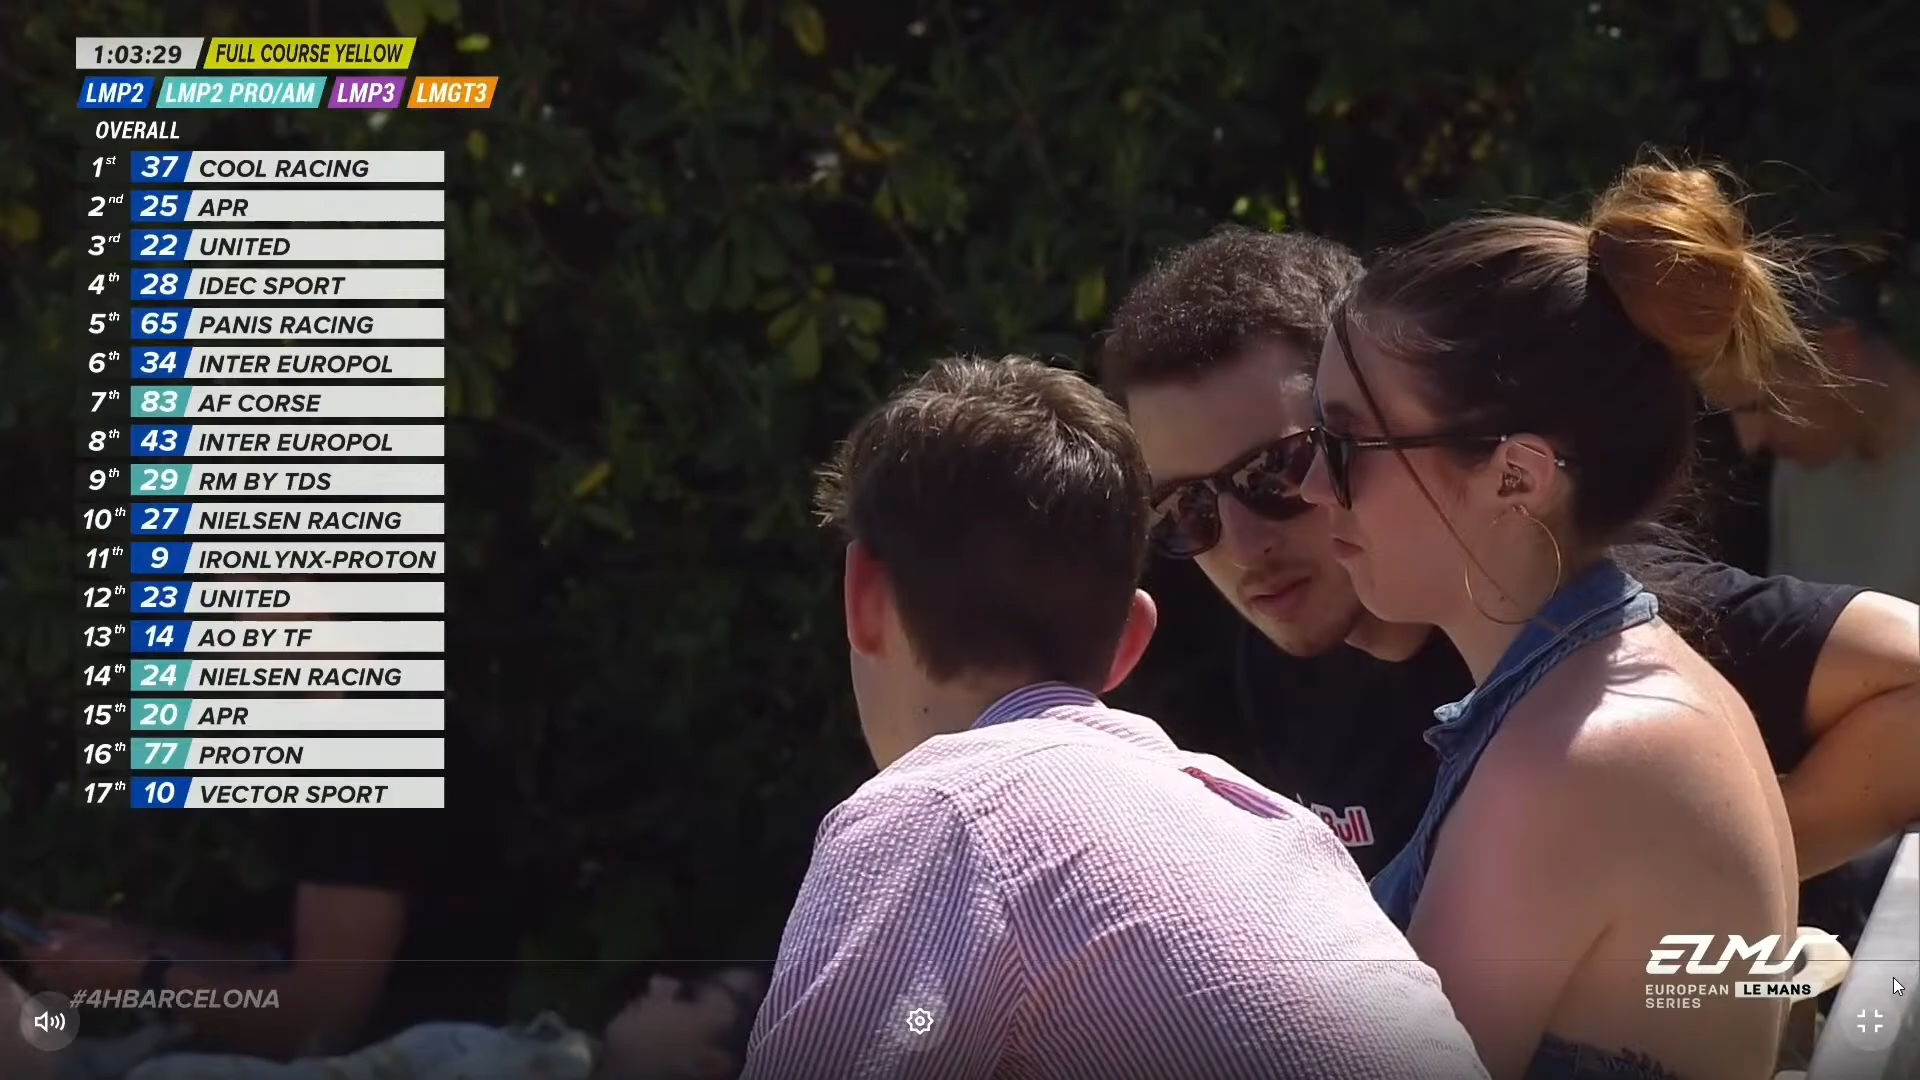 1:03:29 FULL COURSE YELLOW
LMP2 LMP2 PRO/AM LMP3 LMGT3
OVERALL
1st 37 COOL RACING
2nd 25 APR
3rd 22 UNITED
4th 28 IDEC SPORT
5th 65 PANIS RACING
6th 34 INTER EUROPOL
7th 83 AF CORSE
8th 43 INTER EUROPOL
9th 29 RM BY TDS
10th 27 NIELSEN RACING
11th 9 IRONLYNX-PROTON
12th 23 UNITED
13th 14 AO BY TF
14th 24 NIELSEN RACING
15th 20 APR
16th 77 PROTON
17th 10 VECTOR SPORT
Bull
ELMS
EUROPEAN LE MANS
SERIES
#4HBARCELONA